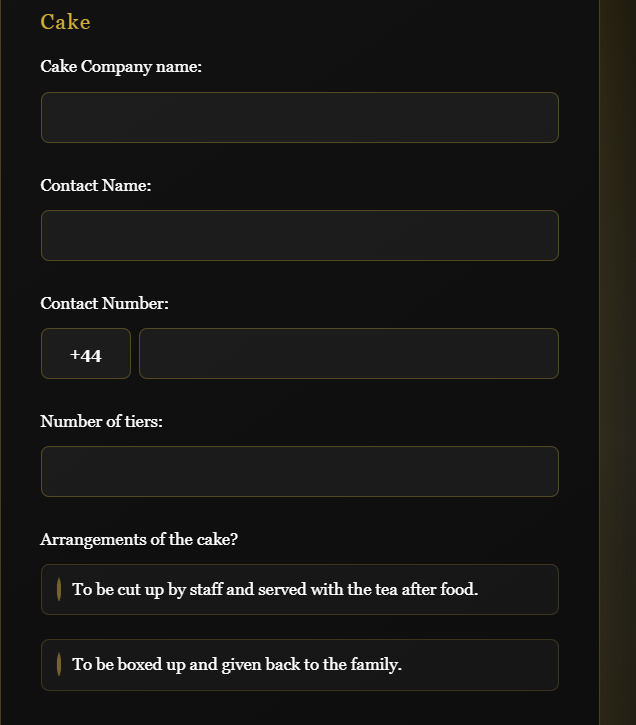 Cake
Cake Company name:
Contact Name:
Contact Number:
+44
Number of tiers:
Arrangements of the cake?
To be cut up by staff and served with the tea after food.
To be boxed up and given back to the family.